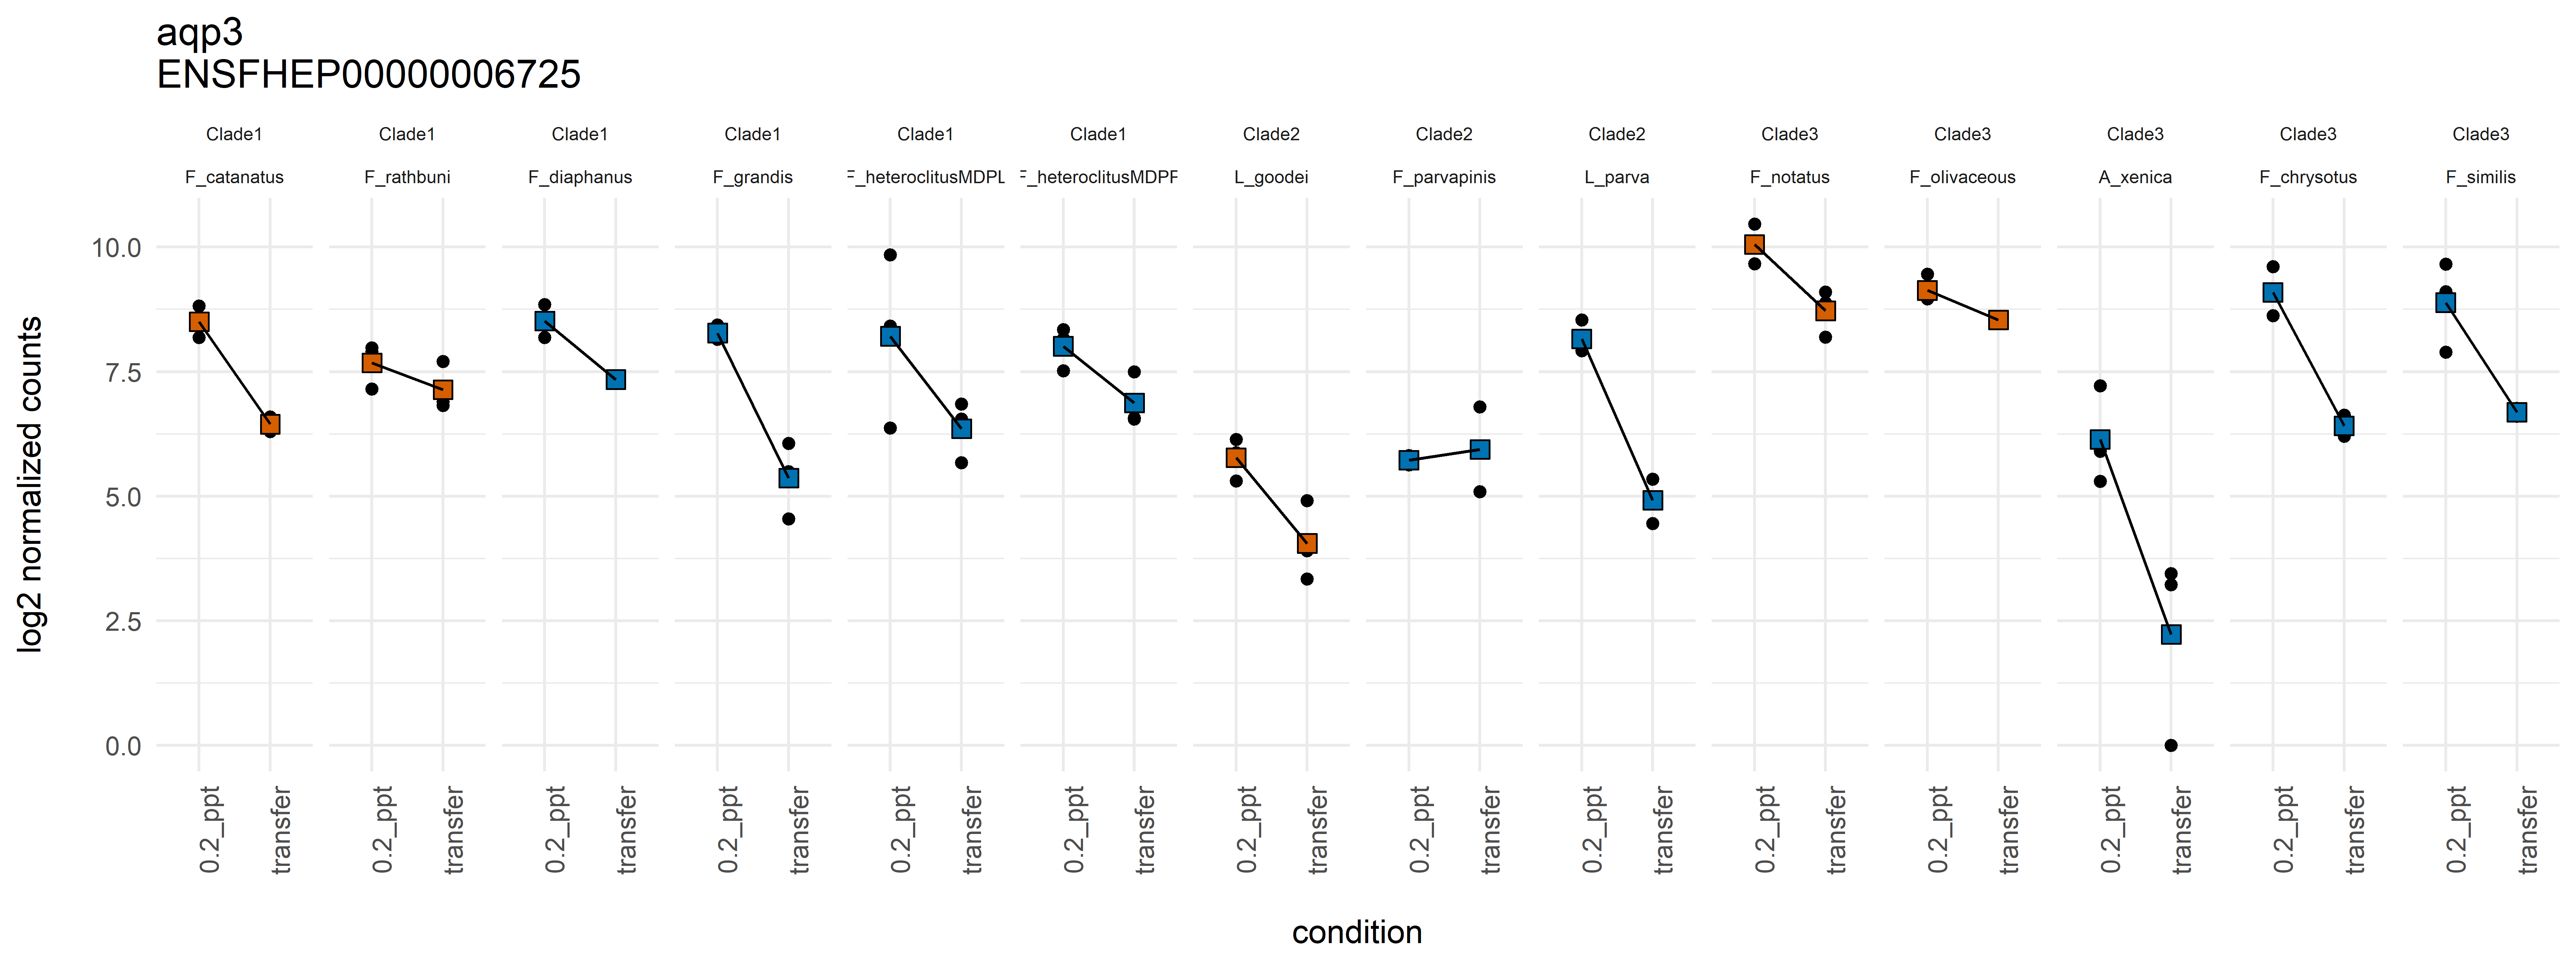 aqp3
ENSFHEP00000006725
Clade1 Clade1 Clade1 Clade1 Clade1 Clade1 Clade2 Clade2 Clade2 Clade3 Clade3 Clade3 Clade3 Clade3
F_catanatus F_rathbuni F_diaphanus F_grandis F_heteroclitusMDPL F_heteroclitusMDPP L_goodei F_parvapinis L_parva F_notatus F_olivaceous A_xenica F_chrysotus F_similis
log2 normalized counts
10.0
7.5
5.0
2.5
0.0
0.2_ppt transfer 0.2_ppt transfer 0.2_ppt transfer 0.2_ppt transfer 0.2_ppt transfer 0.2_ppt transfer 0.2_ppt transfer 0.2_ppt transfer 0.2_ppt transfer 0.2_ppt transfer 0.2_ppt transfer 0.2_ppt transfer 0.2_ppt transfer 0.2_ppt transfer
condition